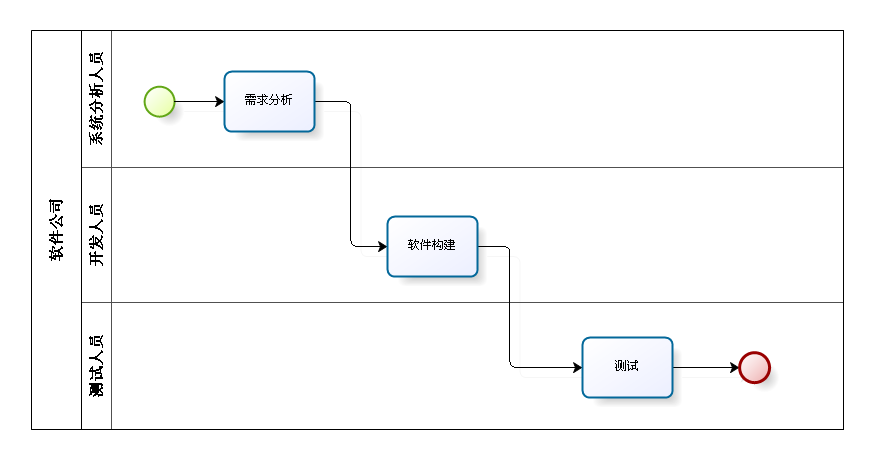 软件公司
系统分析人员
需求分析
开发人员
软件构建
测试人员
测试